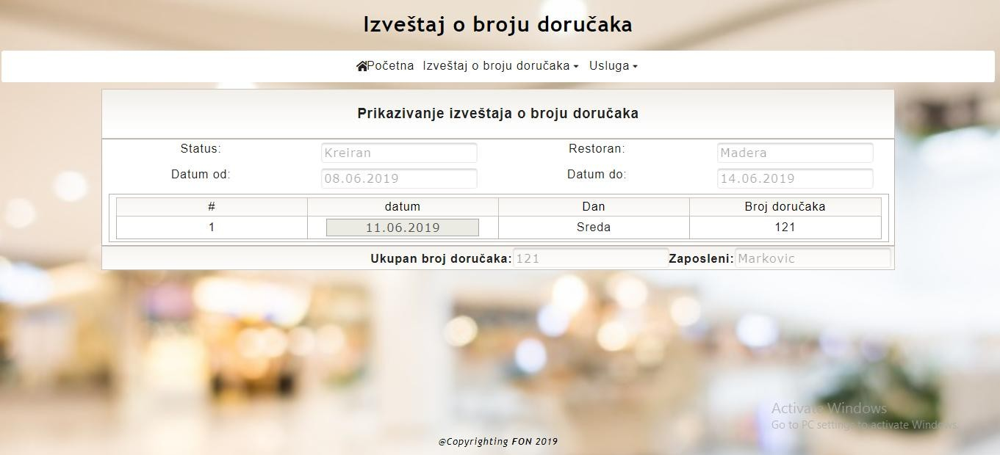 Izveštaj o broju doručaka
Početna Izveštaj o broju doručaka Usluga
Prikazivanje izveštaja o broju doručaka
Status: Kreiran Restoran: Madera
Datum od: 08.06.2019 Datum do: 14.06.2019
# datum Dan Broj doručaka
1 11.06.2019 Sreda 121
Ukupan broj doručaka: 121 Zaposleni: Markovic
Activate Windows
Go to PC settings to activate Windows.
@Copyrighting FON 2019